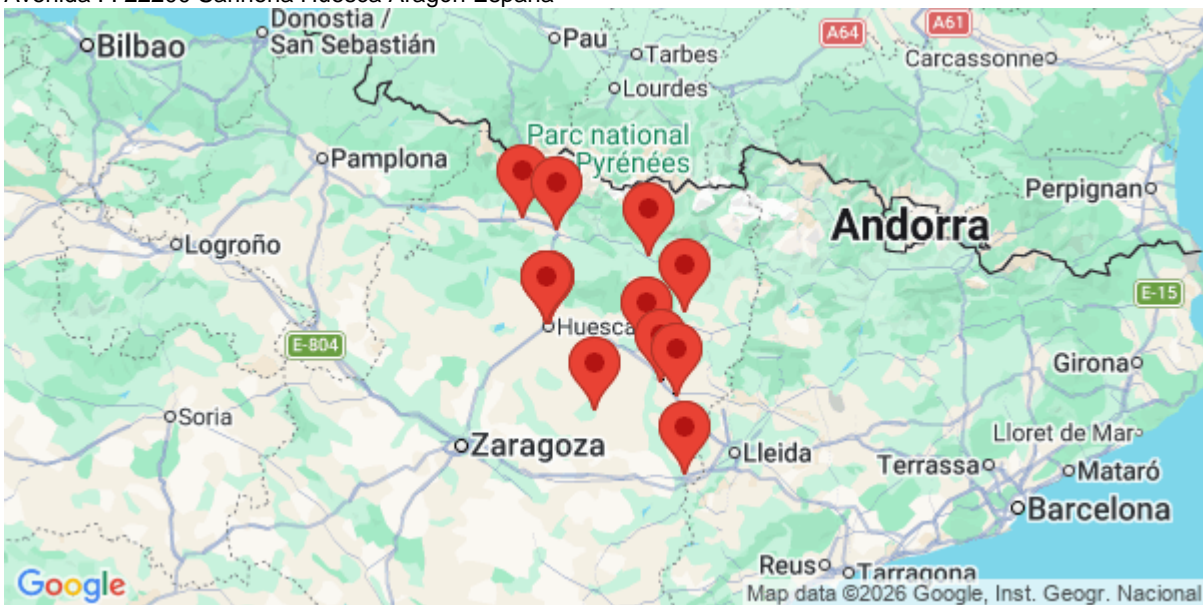 Donostia /
San Sebastián
Bilbao
Pau
Tarbes
A64
A61
Carcassonne
Lourdes
Parc national
Pyrénées
Pamplona
Perpignan
Andorra
Logroño
E-15
Huesca
E-804
Girona
Soria
Zaragoza
Lleida
Lloret de Mar
Terrassa
Mataró
Barcelona
Reus
Tarragona
Google
Map data ©2026 Google, Inst. Geogr. Nacional